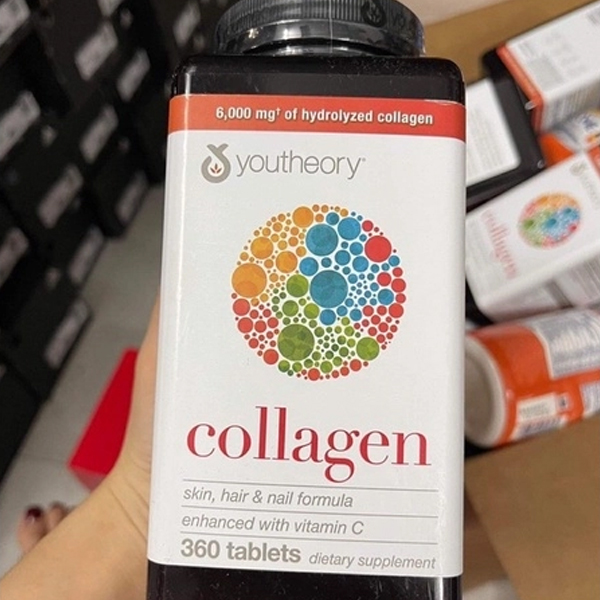 6,000 mg† of hydrolyzed collagen
youtheory®
collagen
skin, hair & nail formula
enhanced with vitamin C
360 tablets dietary supplement
collagen